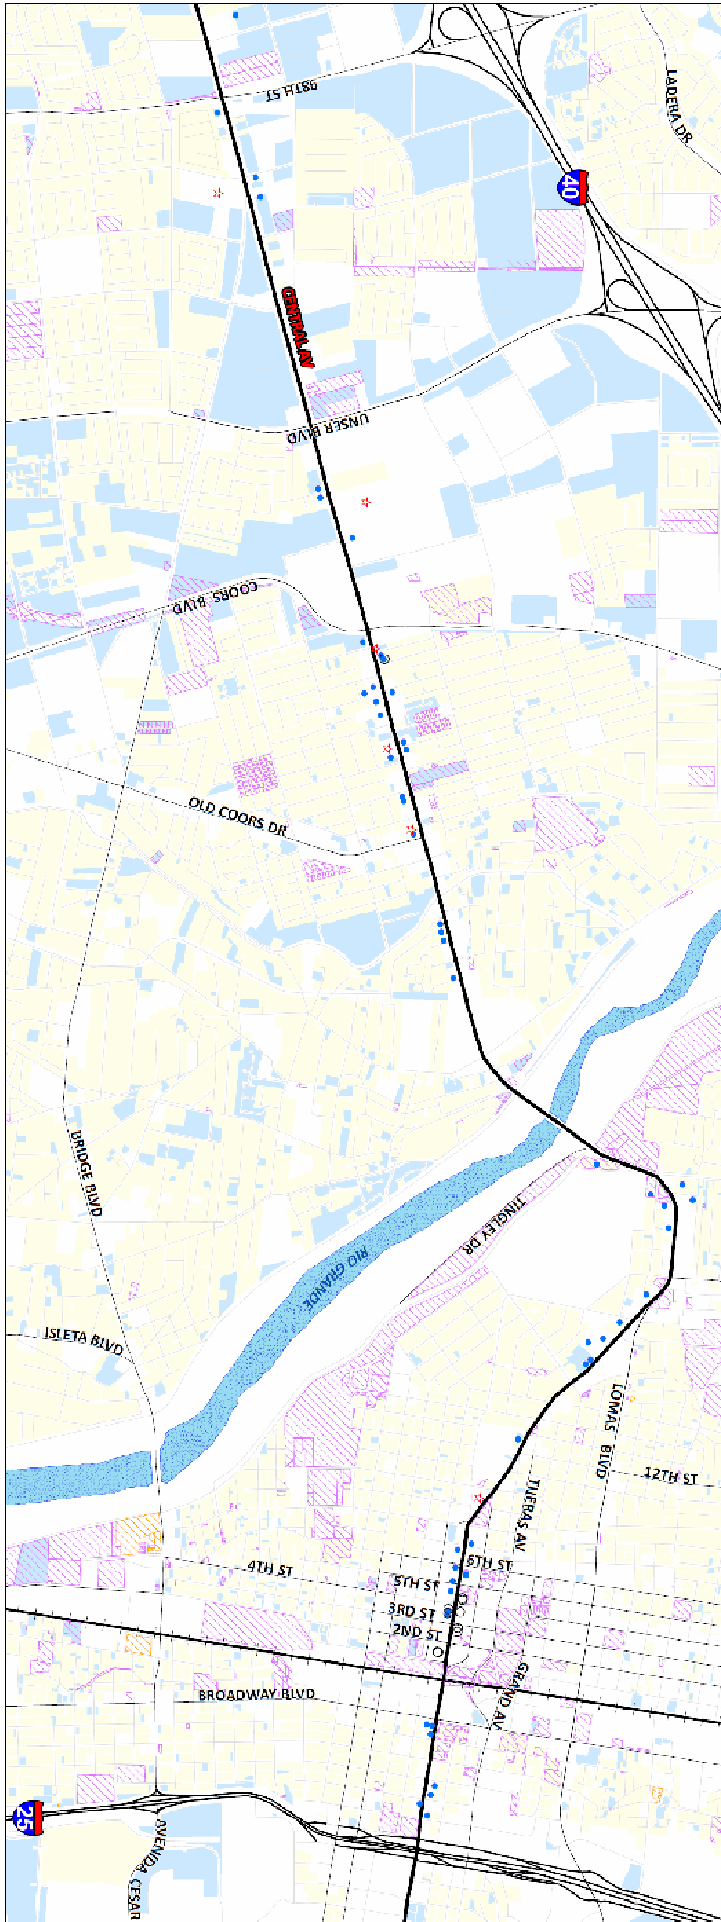 98TH ST
LADERA DR
40
CENTRAL AV
UNSER BLVD
COORS BLVD
OLD COORS DR
BRIDGE BLVD
TINGLEY DR
RIO GRANDE
ISLETA BLVD
LOMAS BLVD
12TH ST
TIJERAS AV
6TH ST
4TH ST
5TH ST
3RD ST
2ND ST
GRAND AV
BROADWAY BLVD
25
AVENIDA CESAR